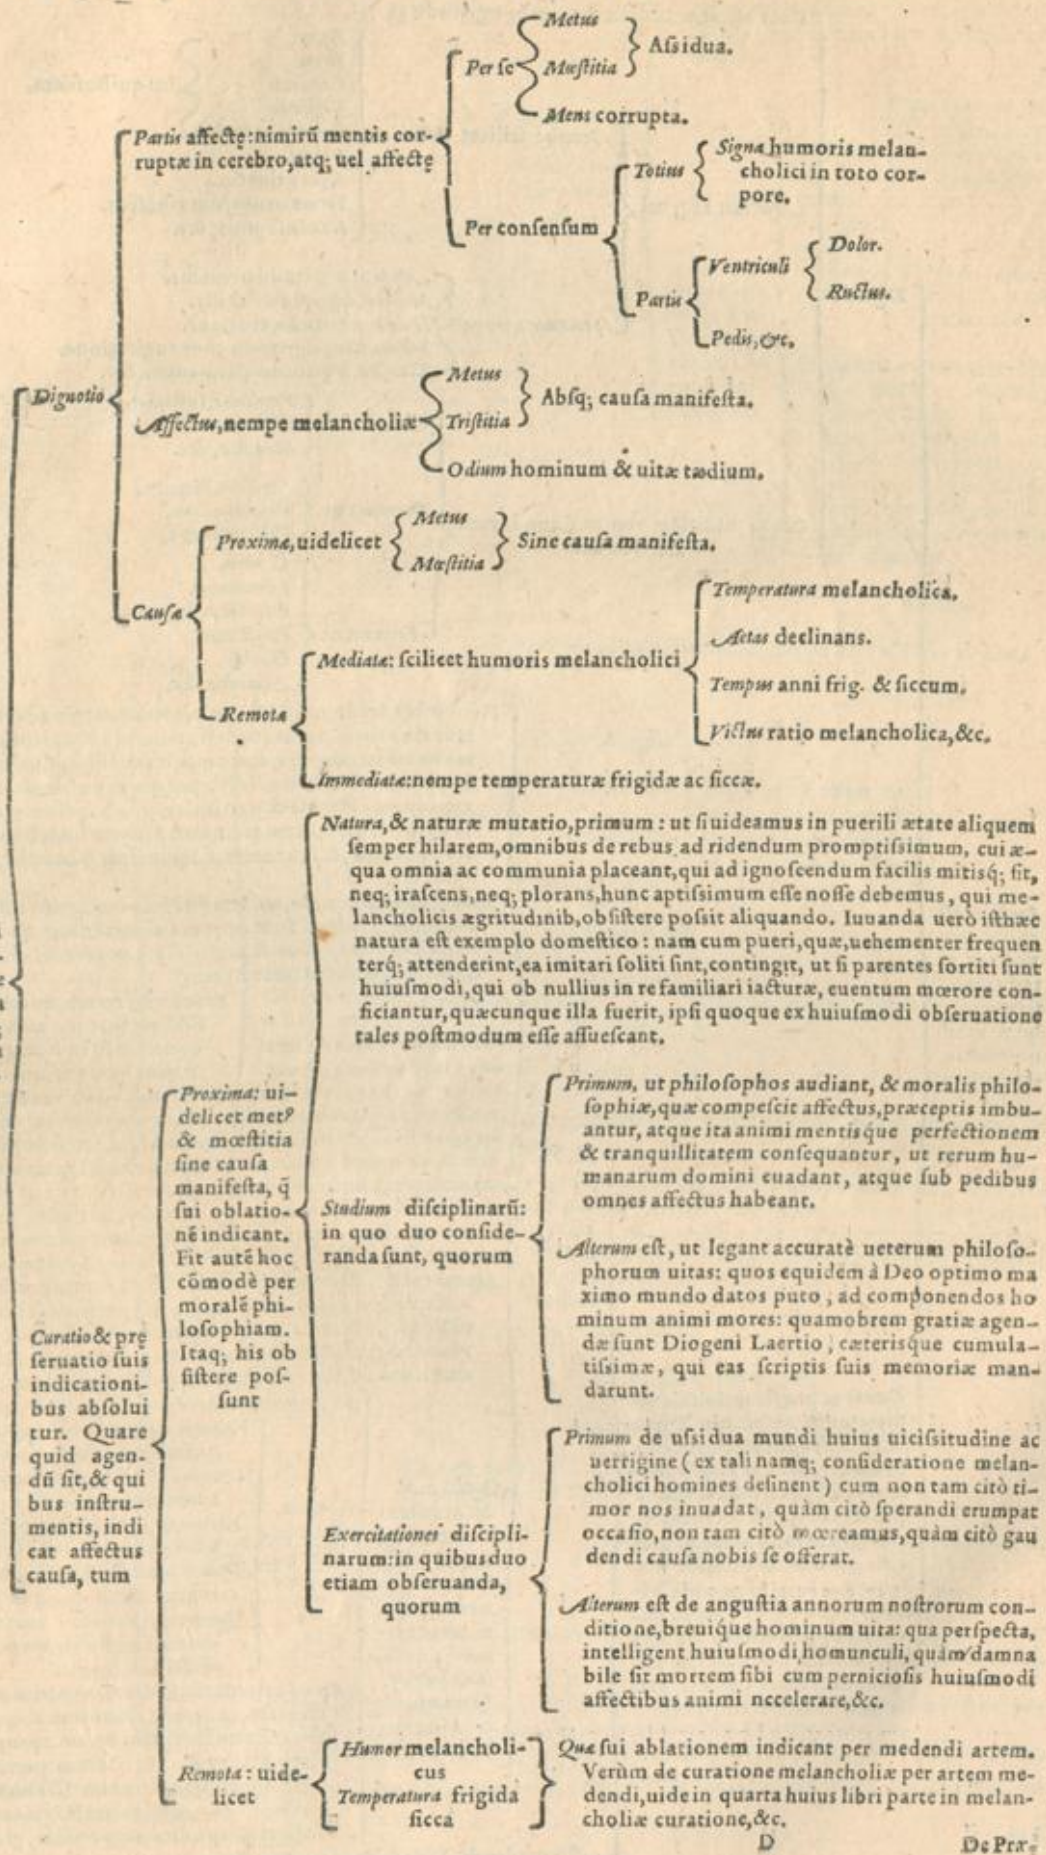 Metus
Mœſtitia
Aſsidua.
Per ſe
Mens corrupta.
Partis affectę: nimirũ mentis cor-
ruptæ in cerebro, atq; uel affectę
Totius
Signa humoris melan-
cholici in toto cor-
pore.
Per conſenſum
Ventriculi
Dolor.
Ructus.
Partis
Pedis, &c.
Dignotio
Affectus, nempe melancholiæ
Metus
Triſtitia
Abſq; cauſa manifeſta.
Odium hominum & uitæ tædium.
Cauſæ
Proximæ, uidelicet
Metus
Mœſtitia
Sine cauſa manifeſta.
Remotæ
Mediatæ: ſcilicet humoris melancholici
Temperatura melancholica.
Aetas declinans.
Tempus anni frig. & ſiccum.
Victus ratio melancholica, &c.
Immediatæ: nempe temperaturæ frigidæ ac ſiccæ.
Natura, & naturæ mutatio, primum : ut ſi uideamus in puerili ætate aliquem
ſemper hilarem, omnibus de rebus ad ridendum promptiſsimum, cui æ-
qua omnia ac communia placeant, qui ad ignoſcendum facilis mitisq́; ſit,
neq; iraſcens, neq; plorans, hunc aptiſsimum eſſe noſſe debemus, qui me-
lancholicis ægritudinib, obſiſtere poſsit aliquando. Iuuanda uerò iſthæc
natura eſt exemplo domeſtico : nam cum pueri, quæ, uehementer frequen
terq́; attenderint, ea imitari ſoliti ſint, contingit, ut ſi parentes ſortiti ſunt
huiuſmodi, qui ob nullius in re familiari iacturæ, euentum mœrore con-
ficiantur, quæcunque illa fuerit, ipſi quoque ex huiuſmodi obſeruatione
tales poſtmodum eſſe aſſueſcant.
Curatio & pre̜
ſeruatio ſuis
indicationi-
bus abſolui
tur. Quare
quid agen-
dũ ſit, & qui
bus inſtru-
mentis, indi
cat affectus
cauſa, tum
Proxima: ui-
delicet metꝰ
& mœſtitia
ſine cauſa
manifeſta, q̃
ſui oblatio-
nẽ indicant.
Fit autẽ hoc
cõmodè per
moralẽ phi-
loſophiam.
Itaq; his ob
ſiſtere poſ-
ſunt
Studium diſciplinarũ:
in quo duo conſide-
randa ſunt, quorum
Primum, ut philoſophos audiant, & moralis philo-
ſophiæ, quæ compeſcit affectus, præceptis imbu-
antur, atque ita animi mentisque perfectionem
& tranquillitatem conſequantur, ut rerum hu-
manarum domini euadant, atque ſub pedibus
omnes affectus habeant.
Alterum eſt, ut legant accuratè ueterum philoſo-
phorum uitas: quos equidem à Deo optimo ma
ximo mundo datos puto, ad componendos ho
minum animi mores: quamobrem gratiæ agen-
dæ ſunt Diogeni Laertio, cæterisque cumula-
tiſsimæ, qui eas ſcriptis ſuis memoriæ man-
darunt.
Exercitationes diſcipli-
narum: in quibus duo
etiam obſeruanda,
quorum
Primum de aſsidua mundi huius uiciſsitudine ac
uerrigine ( ex tali namq; conſideratione melan-
cholici homines deſinent ) cum non tam citò ti-
mor nos inuadat, quàm citò ſperandi erumpat
occaſio, non tam citò mœreamus, quàm citò gau
dendi cauſa nobis ſe offerat.
Alterum eſt de anguſtia annorum noſtrorum con-
ditione, breuique hominum uita: qua perſpecta,
intelligent huiuſmodi homunculi, quàm damna
bile ſit mortem ſibi cum pernicioſis huiuſmodi
affectibus animi accelerare, &c.
Remota : uide-
licet
Humor melancholi-
cus
Temperatura frigida
ſicca
Quæ ſui ablationem indicant per medendi artem.
Verùm de curatione melancholiæ per artem me-
dendi, uide in quarta huius libri parte in melan-
choliæ curatione, &c.
D
De Præ-